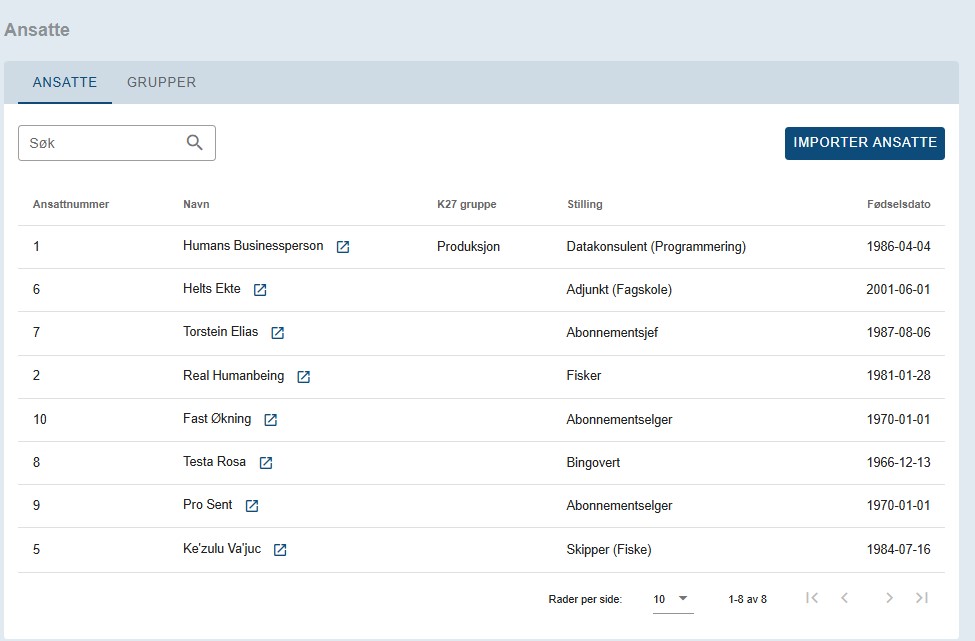 Ansatte
ANSATTE GRUPPER
Søk IMPORTER ANSATTE
Ansattnummer Navn K27 gruppe Stilling Fødselsdato
1 Humans Businessperson Produksjon Datakonsulent (Programmering) 1986-04-04
6 Helts Ekte Adjunkt (Fagskole) 2001-06-01
7 Torstein Elias Abonnementsjef 1987-08-06
2 Real Humanbeing Fisker 1981-01-28
10 Fast Økning Abonnementselger 1970-01-01
8 Testa Rosa Bingovert 1966-12-13
9 Pro Sent Abonnementselger 1970-01-01
5 Ke'zulu Va'juc Skipper (Fiske) 1984-07-16
Rader per side: 10 1-8 av 8